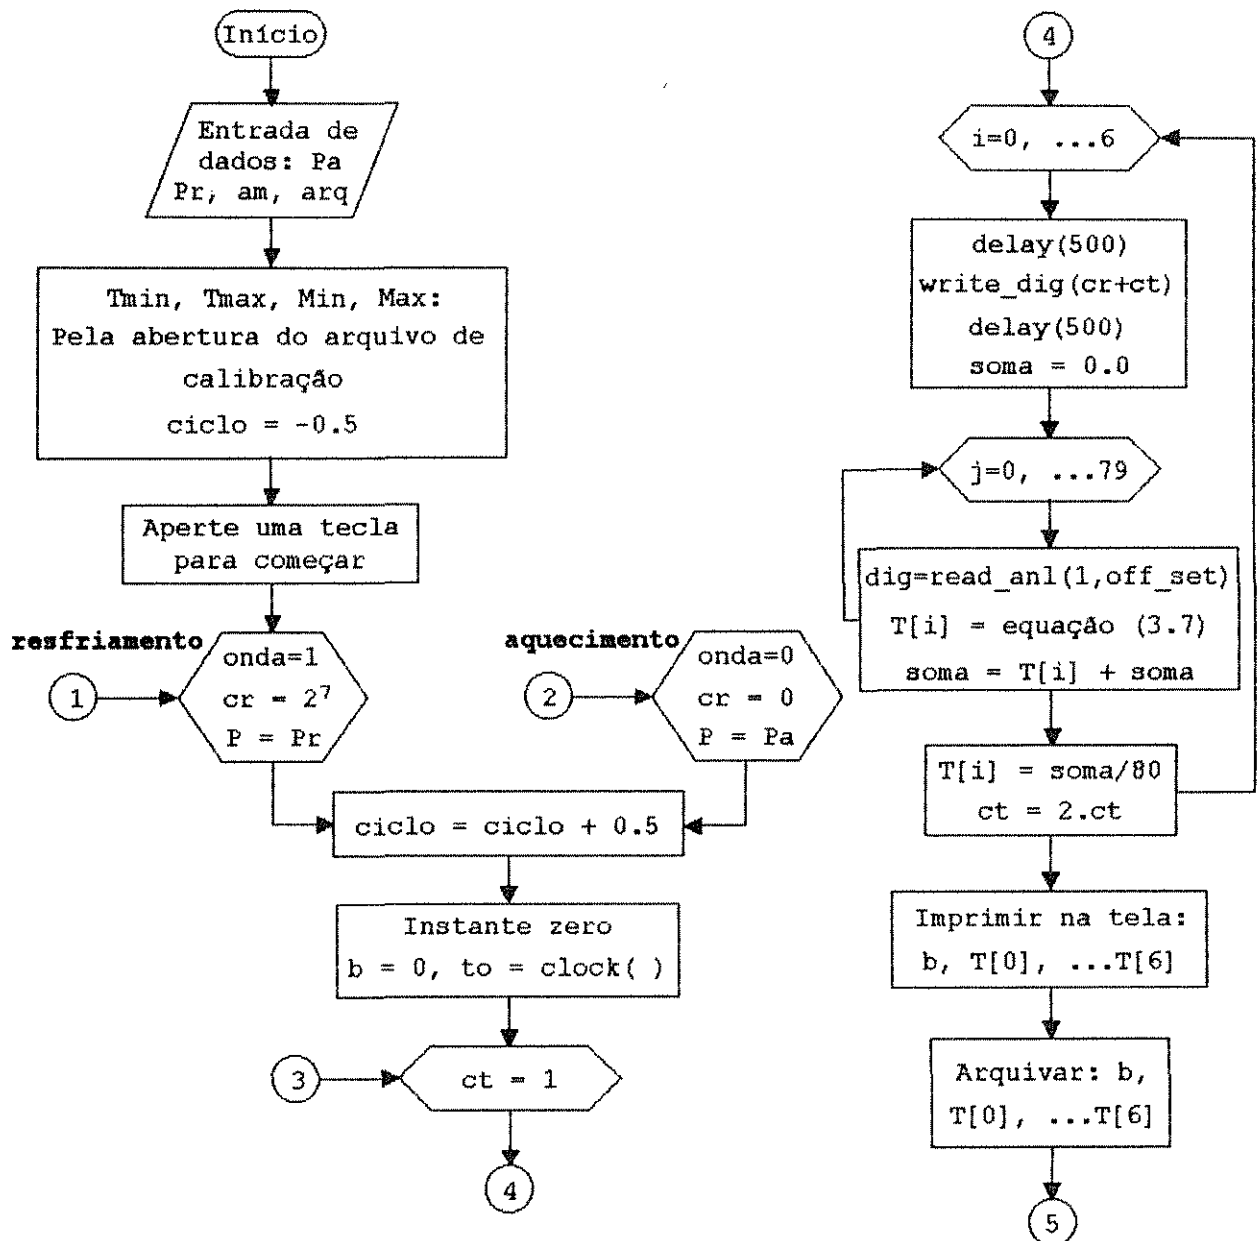 Início
Entrada de
dados: Pa
Pr, am, arq
Tmin, Tmax, Min, Max:
Pela abertura do arquivo de
calibração
ciclo = -0.5
Aperte uma tecla
para começar
resfriamento
1
onda=1
cr = 2⁷
P = Pr
aquecimento
2
onda=0
cr = 0
P = Pa
ciclo = ciclo + 0.5
Instante zero
b = 0, to = clock( )
3
ct = 1
4
4
i=0, ...6
delay(500)
write_dig(cr+ct)
delay(500)
soma = 0.0
j=0, ...79
dig=read_anl(1,off_set)
T[i] = equação (3.7)
soma = T[i] + soma
T[i] = soma/80
ct = 2.ct
Imprimir na tela:
b, T[0], ...T[6]
Arquivar: b,
T[0], ...T[6]
5